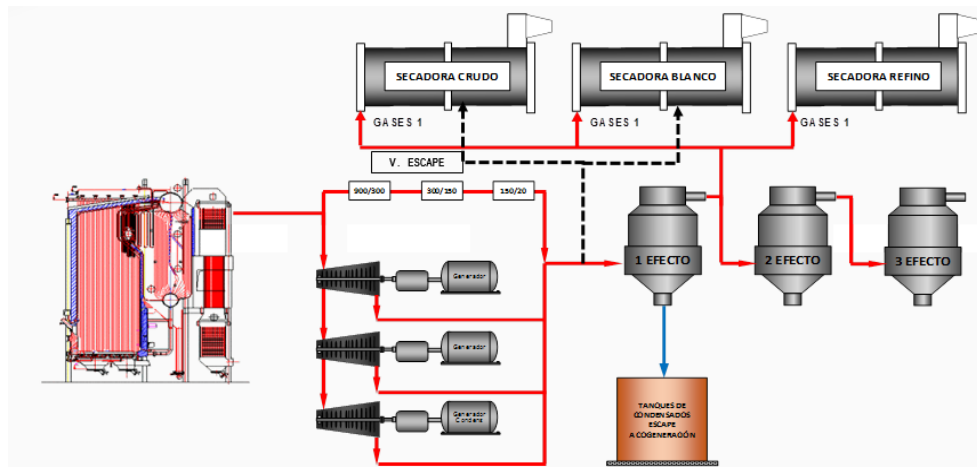 SECADORA CRUDO
SECADORA BLANCO
SECADORA REFINO
GASES 1
GASES 1
GASES 1
V. ESCAPE
900/300
300/150
150/20
Generador
Generador
Generador
Condens
1 EFECTO
2 EFECTO
3 EFECTO
TANQUES DE
CONDENSADOS
ESCAPE
A COGENERACIÓN